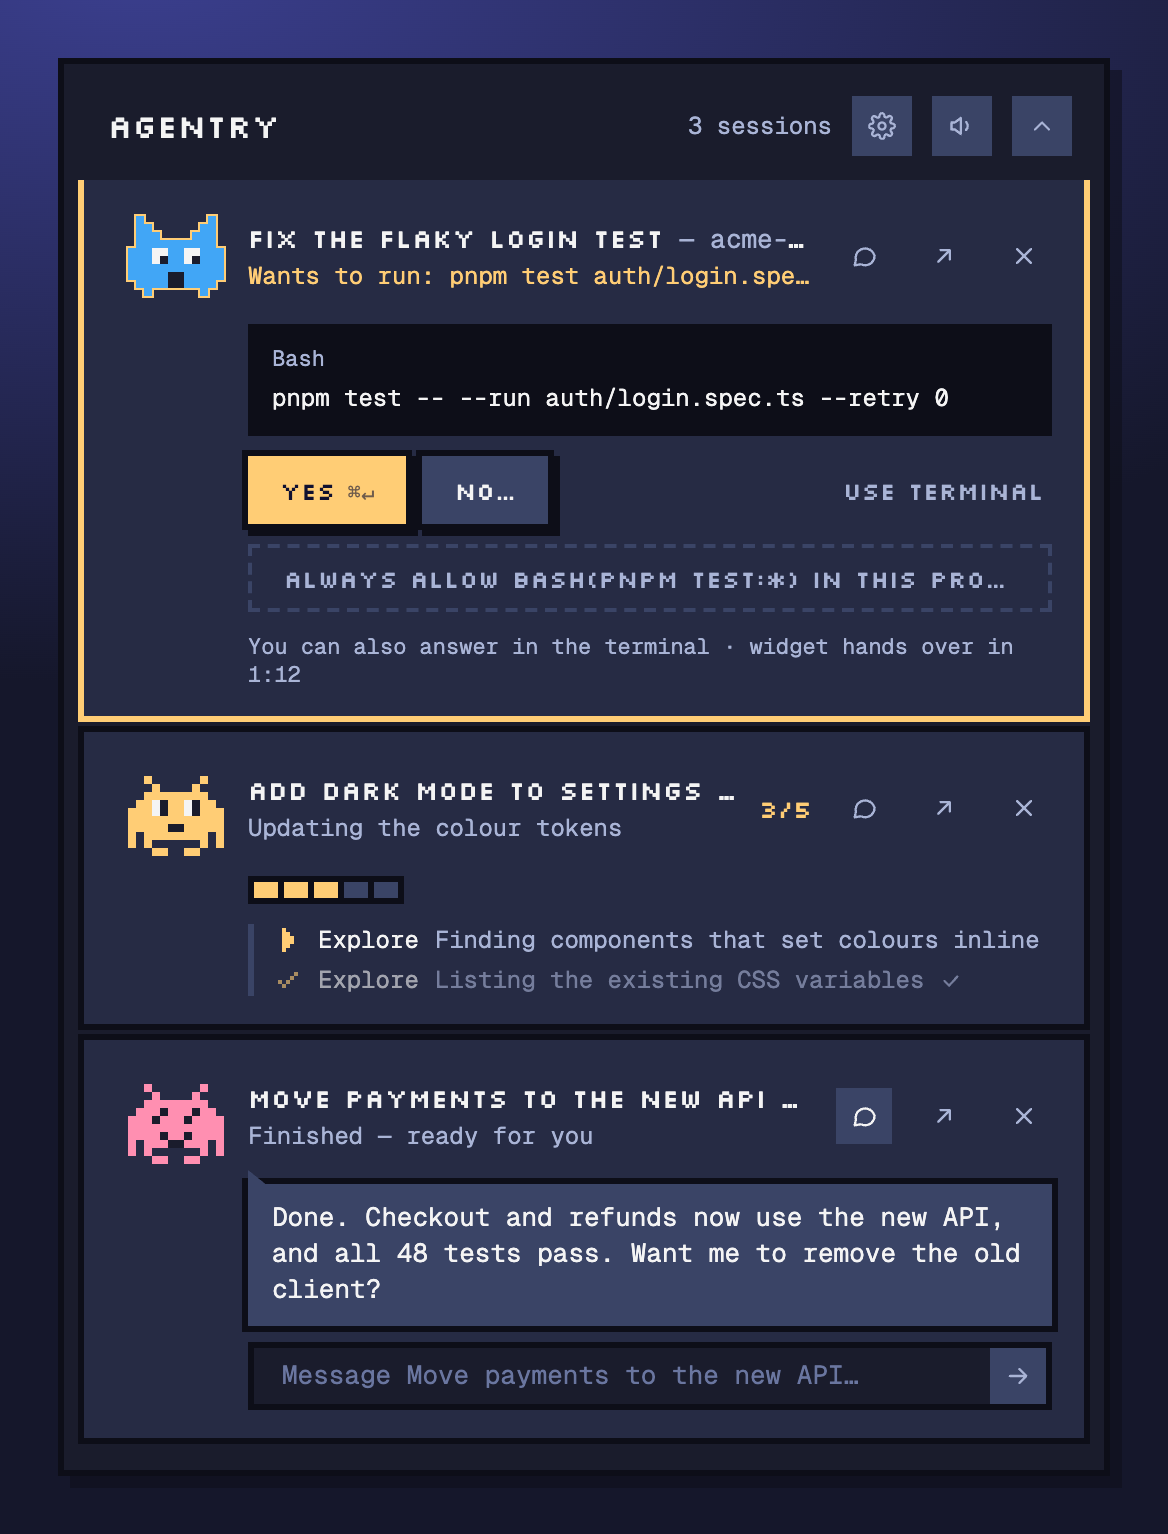 AGENTRY
3 sessions
FIX THE FLAKY LOGIN TEST — acme-…
Wants to run: pnpm test auth/login.spe…
Bash
pnpm test -- --run auth/login.spec.ts --retry 0
YES ⌘↵
NO…
USE TERMINAL
ALWAYS ALLOW BASH(PNPM TEST:*) IN THIS PRO…
You can also answer in the terminal · widget hands over in
1:12
ADD DARK MODE TO SETTINGS …
3/5
Updating the colour tokens
Explore Finding components that set colours inline
Explore Listing the existing CSS variables ✓
MOVE PAYMENTS TO THE NEW API …
Finished — ready for you
Done. Checkout and refunds now use the new API,
and all 48 tests pass. Want me to remove the old
client?
Message Move payments to the new API…